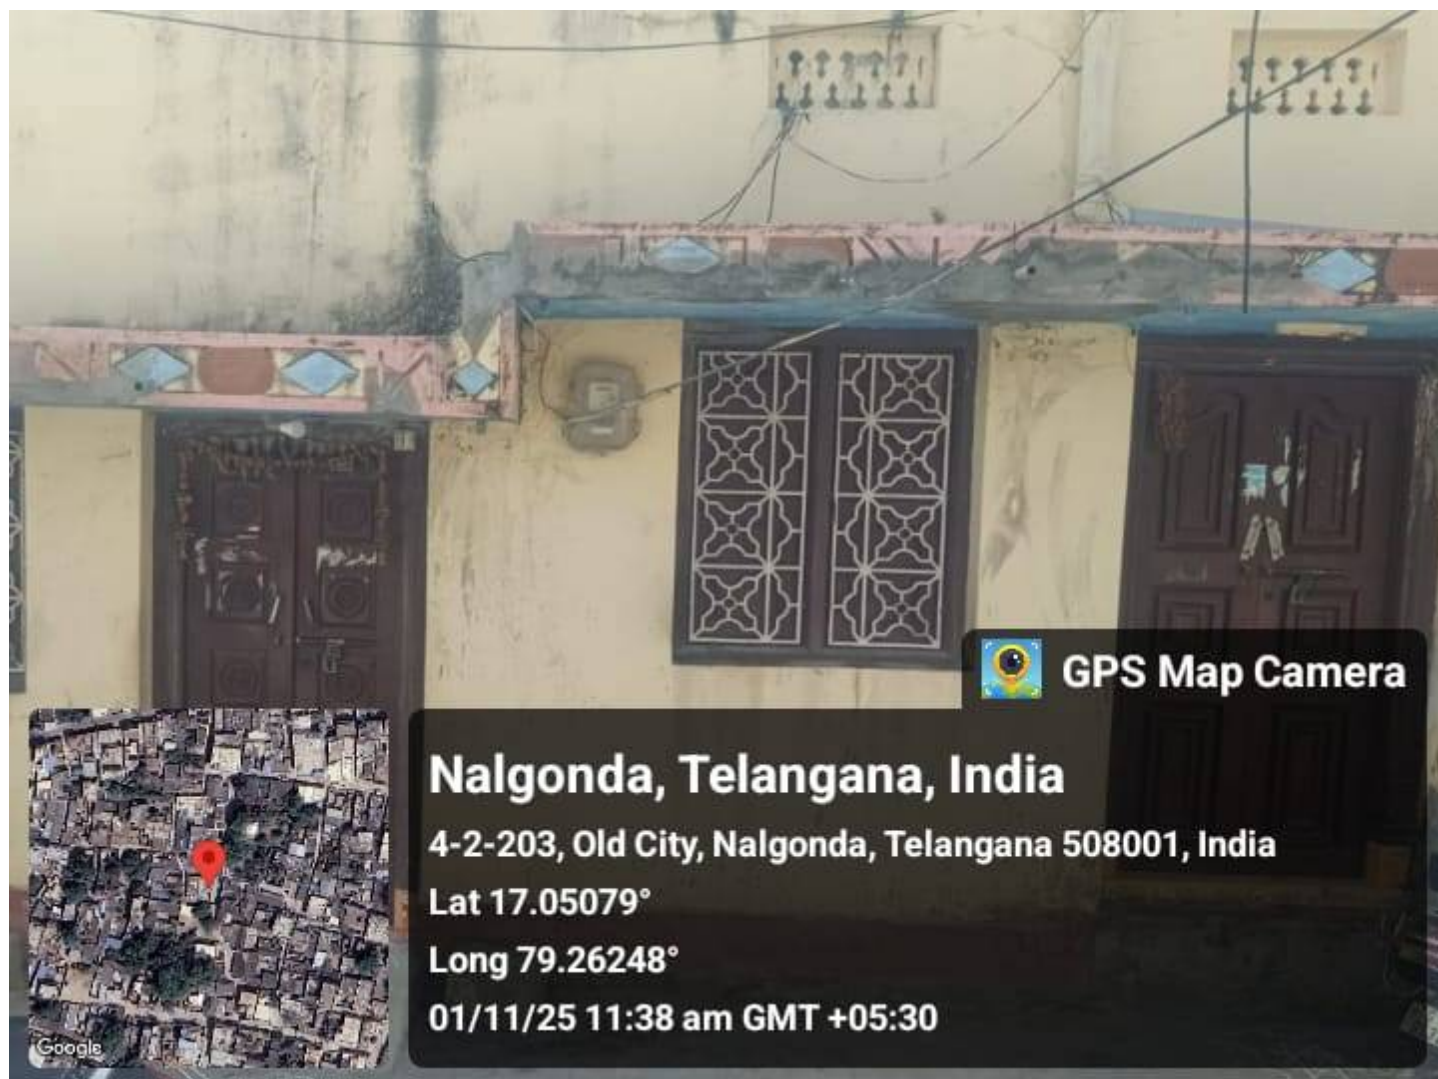 GPS Map Camera
Nalgonda, Telangana, India
4-2-203, Old City, Nalgonda, Telangana 508001, India
Lat 17.05079°
Long 79.26248°
01/11/25 11:38 am GMT +05:30
Google